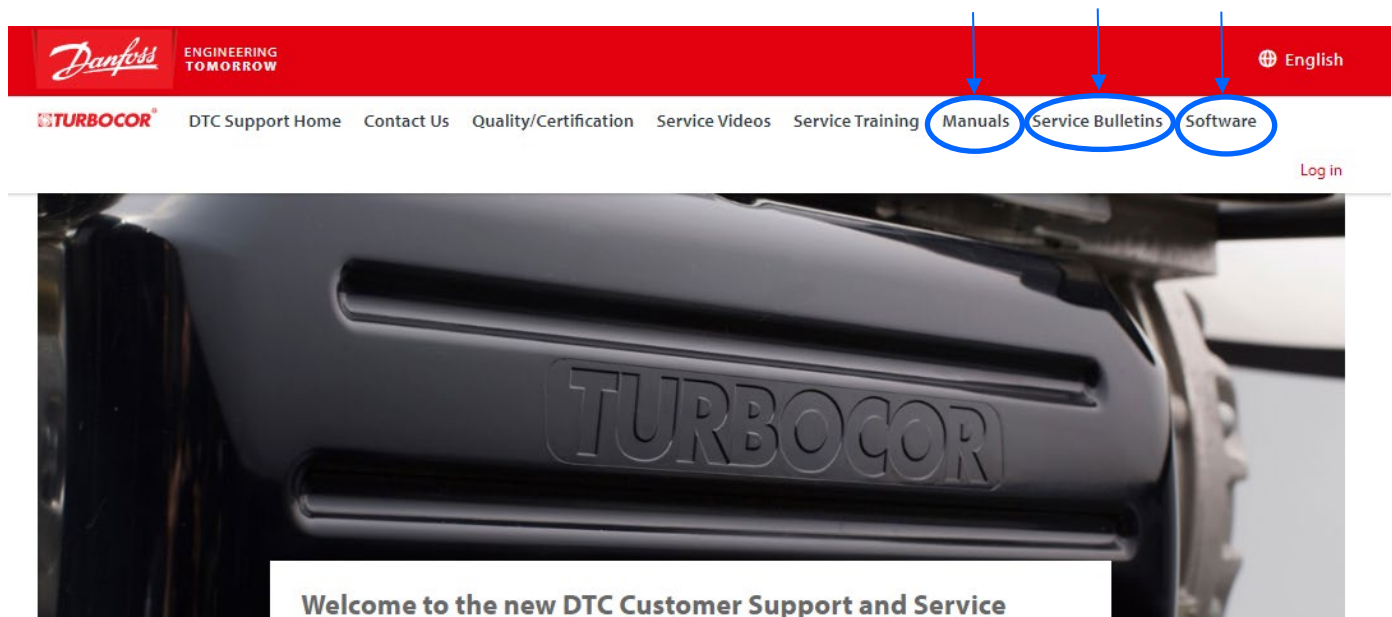 Danfoss
ENGINEERING
TOMORROW
English
TURBOCOR®
DTC Support Home Contact Us Quality/Certification Service Videos Service Training Manuals Service Bulletins Software
Log in
TURBOCOR
Welcome to the new DTC Customer Support and Service